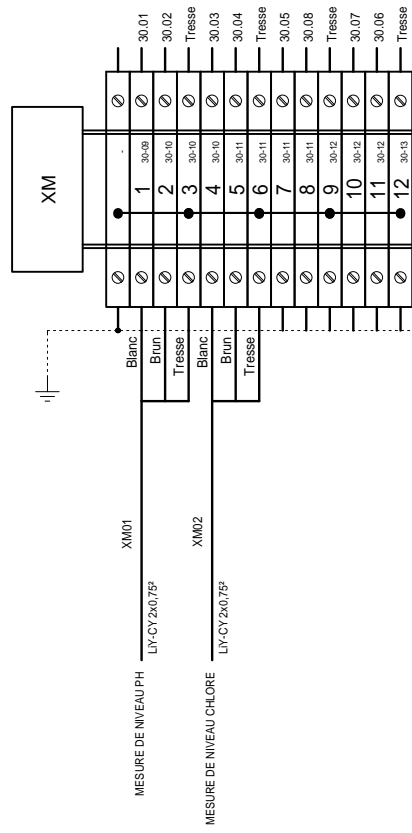 XM
30.01
30.02
Tresse
30.03
30.04
Tresse
30.05
30.08
Tresse
30.07
30.06
Tresse
-
30-09
30-10
30-10
30-10
30-11
30-11
30-11
30-11
30-12
30-12
30-12
30-13
1
2
3
4
5
6
7
8
9
10
11
12
Blanc
Brun
Tresse
Blanc
Brun
Tresse
XM01
LiY-CY 2x0,75²
MESURE DE NIVEAU PH
XM02
LiY-CY 2x0,75²
MESURE DE NIVEAU CHLORE